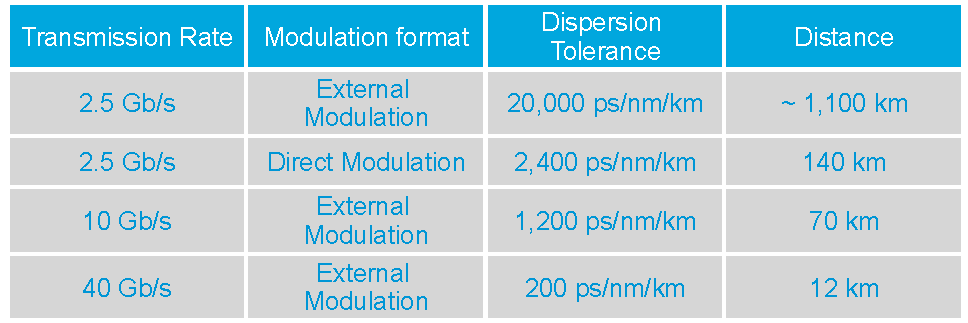 Transmission Rate
Modulation format
Dispersion
Tolerance
Distance
2.5 Gb/s
External
Modulation
20,000 ps/nm/km
~ 1,100 km
2.5 Gb/s
Direct Modulation
2,400 ps/nm/km
140 km
10 Gb/s
External
Modulation
1,200 ps/nm/km
70 km
40 Gb/s
External
Modulation
200 ps/nm/km
12 km